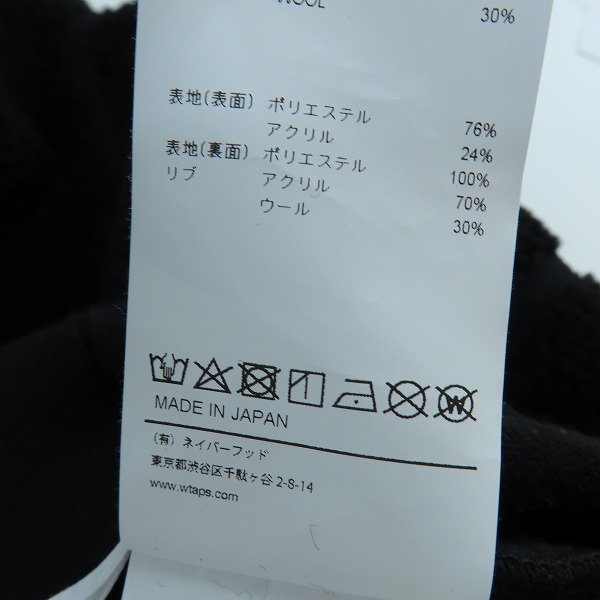 WOOL 30%
表地(表面) ポリエステル 76%
アクリル 24%
表地(裏面) ポリエステル 100%
リブ アクリル 70%
ウール 30%
MADE IN JAPAN
(有) ネイバーフッド
東京都渋谷区千駄ヶ谷 2-8-14
www.wtaps.com